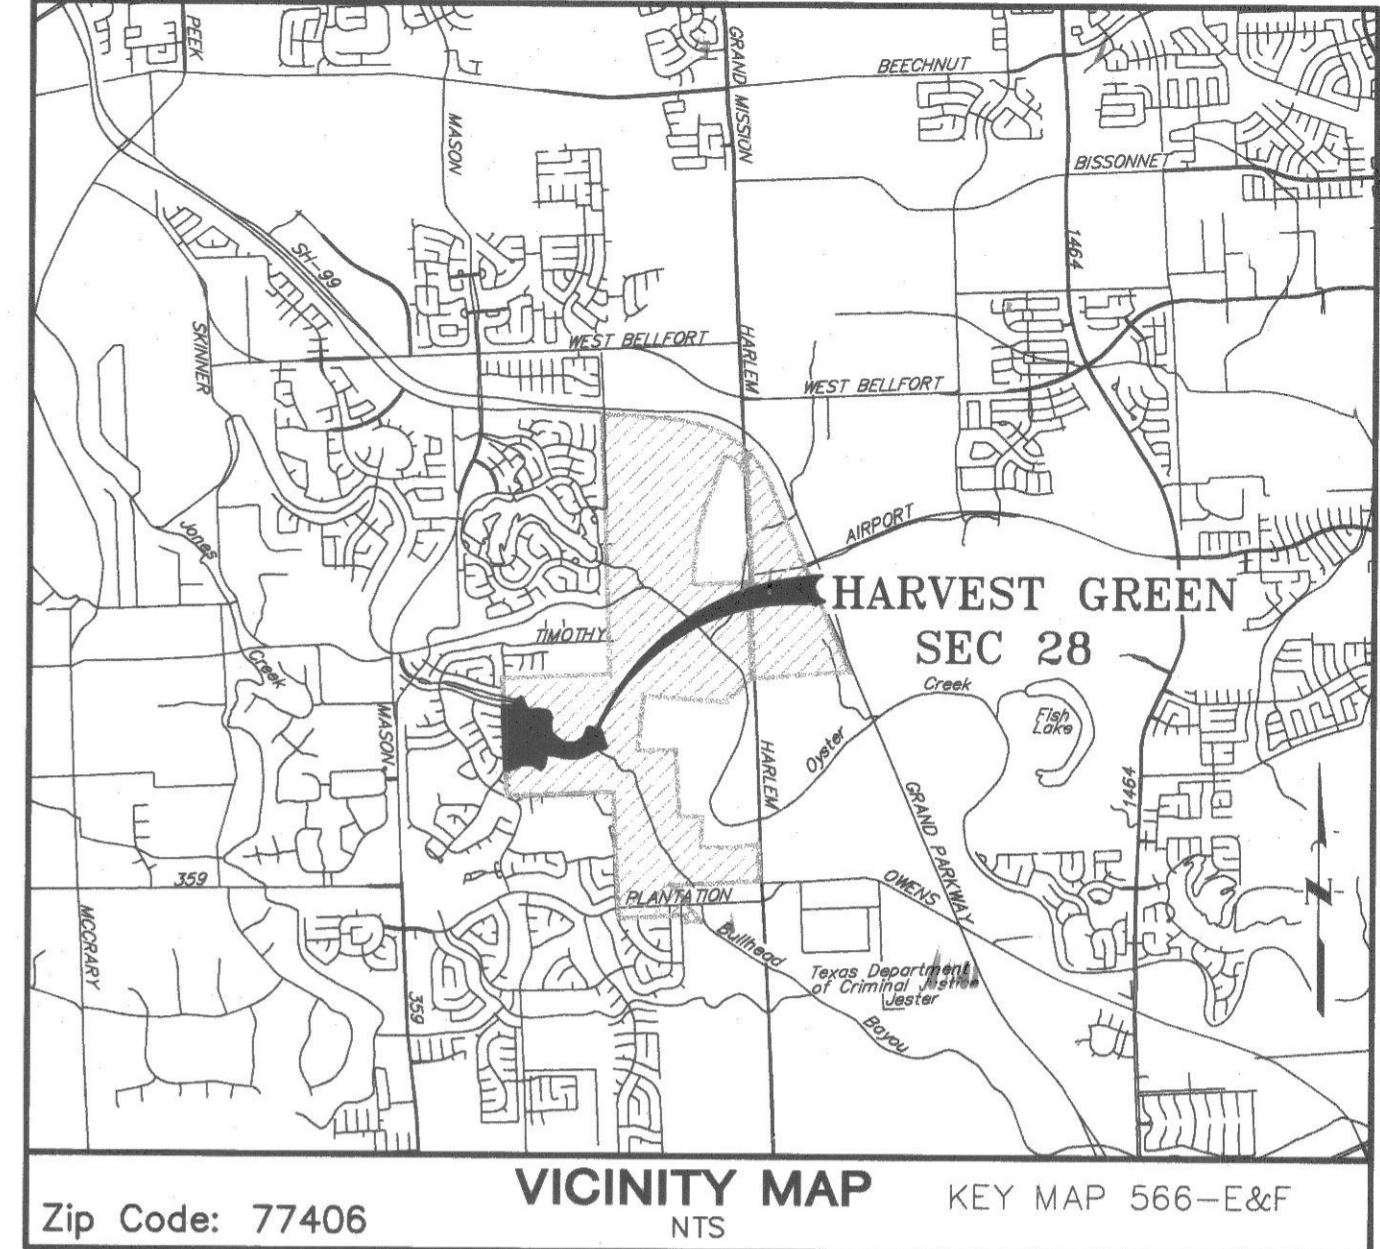 PEEK
MASON
GRAND MISSION
BEECHNUT
BISSONNET
1464
SH-99
SKINNER
WEST BELLFORT
HARLEM
WEST BELLFORT
AIRPORT
Jones
Creek
HARVEST GREEN
SEC 28
TIMOTHY
Creek
Fish
Lake
MASON
Oyster
HARLEM
GRAND PARKWAY
1464
359
PLANTATION
OWENS
N
MCCRARY
359
Bullhead
Bayou
Texas Department
of Criminal Justice
Jester
VICINITY MAP
NTS
KEY MAP 566-E&F
Zip Code: 77406